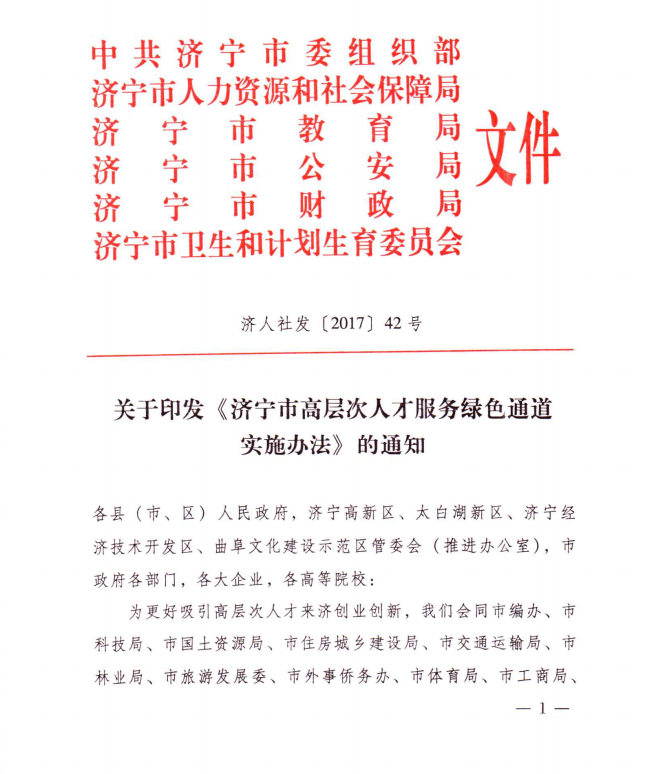 中共济宁市委组织部
济宁市人力资源和社会保障局
济宁市教育局
济宁市公安局
济宁市财政局
济宁市卫生和计划生育委员会
文件
济人社发〔2017〕42号
关于印发《济宁市高层次人才服务绿色通道
实施办法》的通知
各县（市、区）人民政府，济宁高新区、太白湖新区、济宁经
济技术开发区、曲阜文化建设示范区管委会（推进办公室），市
政府各部门，各大企业，各高等院校：
为更好吸引高层次人才来济创业创新，我们会同市编办、市
科技局、市国土资源局、市住房城乡建设局、市交通运输局、市
林业局、市旅游发展委、市外事侨务办、市体育局、市工商局、
— 1 —